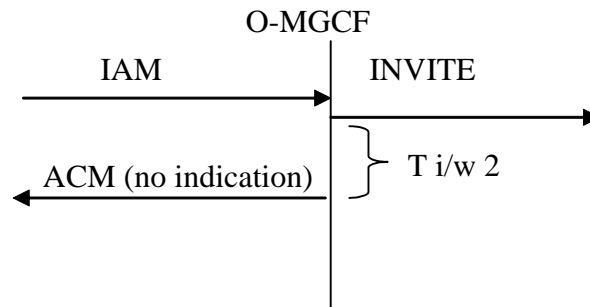 O-MGCF
IAM
INVITE
T i/w 2
ACM (no indication)